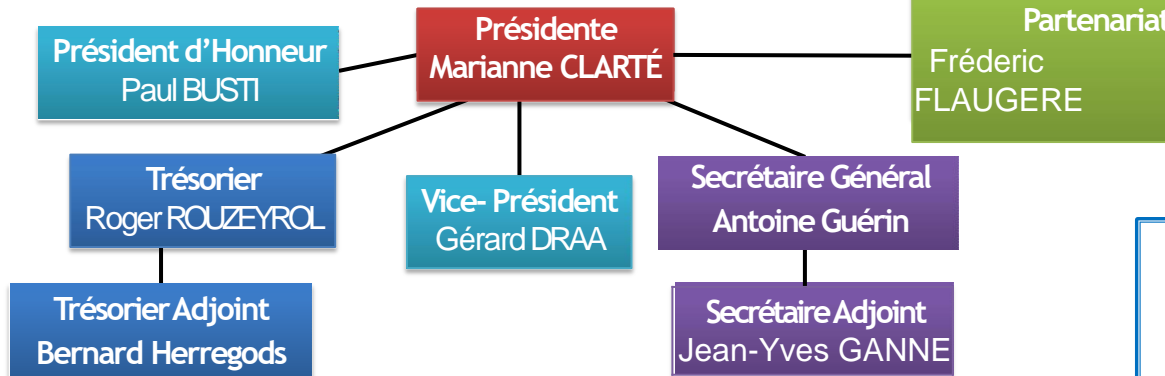 Président d'Honneur
Paul BUSTI
Présidente
Marianne CLARTÉ
Partenariat
Fréderic
FLAUGERE
Trésorier
Roger ROUZEYROL
Vice- Président
Gérard DRAA
Secrétaire Général
Antoine Guérin
Trésorier Adjoint
Bernard Herregods
Secrétaire Adjoint
Jean-Yves GANNE